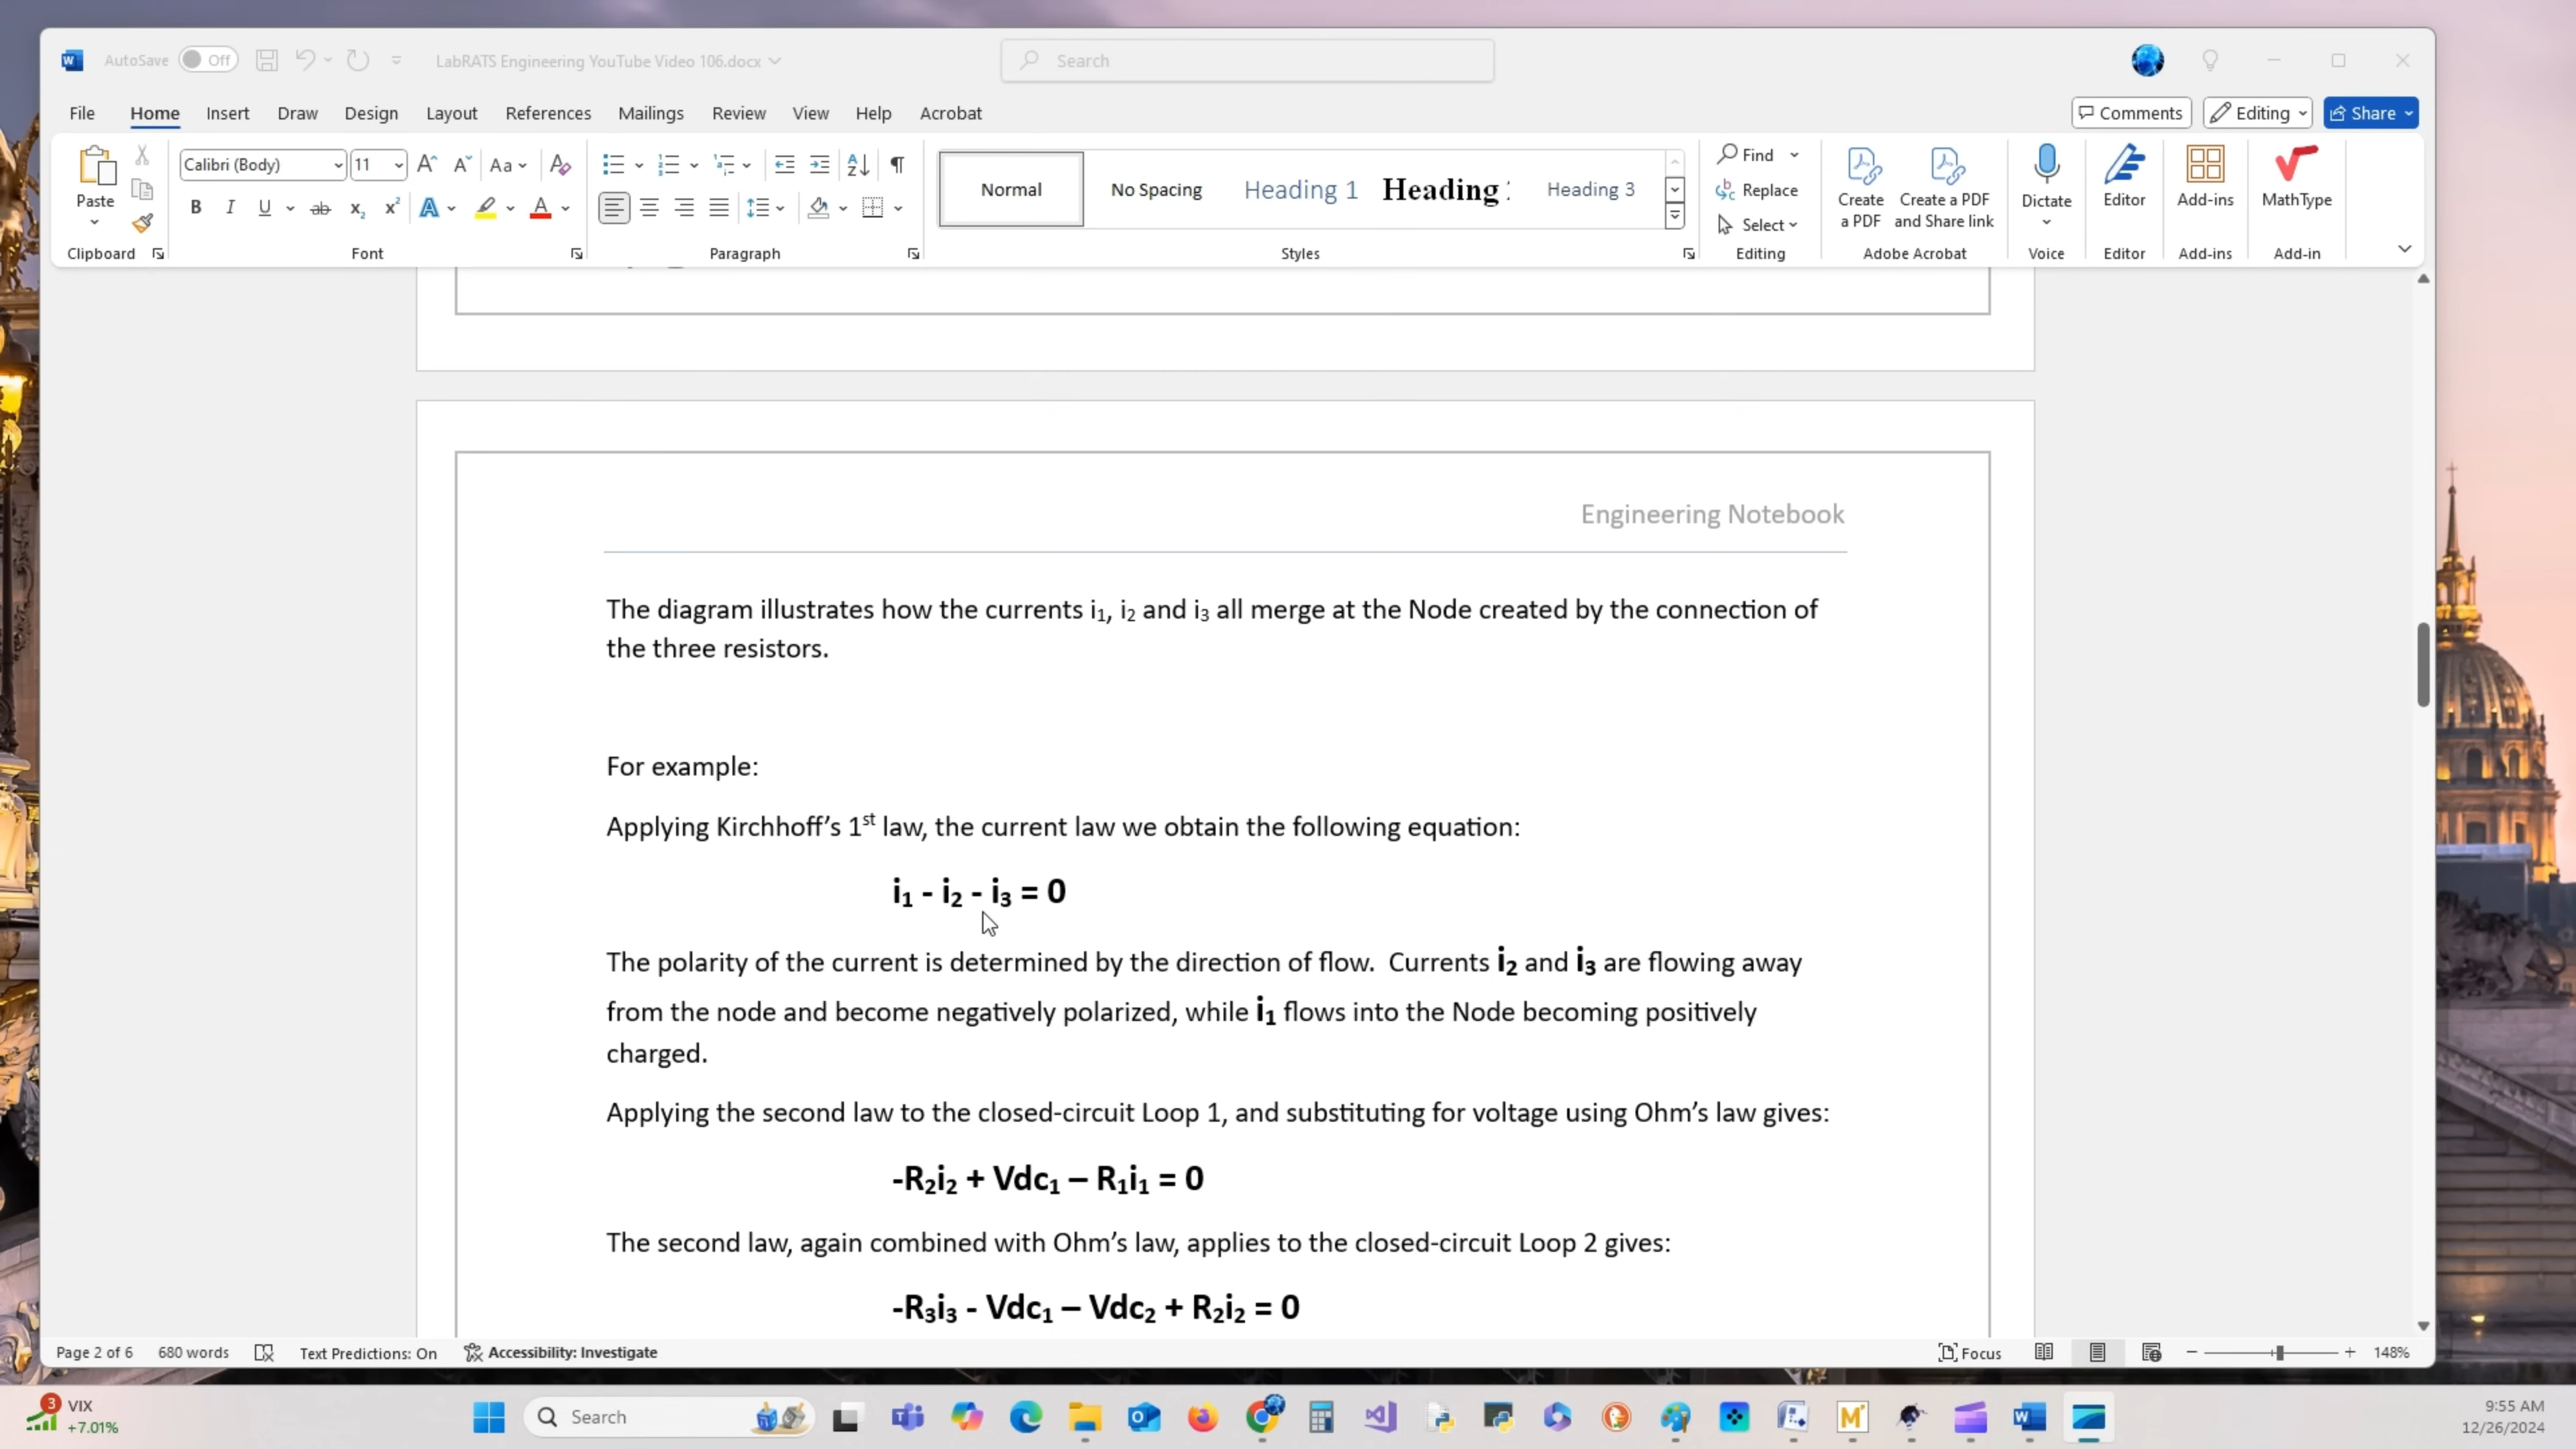 AutoSave Off LabRATS Engineering YouTube Video 106.docx Search
File Home Insert Draw Design Layout References Mailings Review View Help Acrobat Comments Editing Share
Paste
Clipboard
Calibri (Body) 11 Aa
B I U ab x₂ x² A A
Font
Paragraph
Normal No Spacing Heading 1 Heading Heading 3
Styles
Find
Replace
Select
Editing
Create a PDF
Create a PDF and Share link
Adobe Acrobat
Dictate
Voice
Editor
Editor
Add-ins
Add-ins
MathType
Add-in
Engineering Notebook
The diagram illustrates how the currents i₁, i₂ and i₃ all merge at the Node created by the connection of
the three resistors.
For example:
Applying Kirchhoff’s 1ˢᵗ law, the current law we obtain the following equation:
i₁ - i₂ - i₃ = 0
The polarity of the current is determined by the direction of flow. Currents i₂ and i₃ are flowing away
from the node and become negatively polarized, while i₁ flows into the Node becoming positively
charged.
Applying the second law to the closed-circuit Loop 1, and substituting for voltage using Ohm’s law gives:
-R₂i₂ + Vdc₁ – R₁i₁ = 0
The second law, again combined with Ohm’s law, applies to the closed-circuit Loop 2 gives:
-R₃i₃ - Vdc₁ – Vdc₂ + R₂i₂ = 0
Page 2 of 6 680 words Text Predictions: On Accessibility: Investigate Focus 148%
3 VIX
+7.01%
Search
9:55 AM
12/26/2024